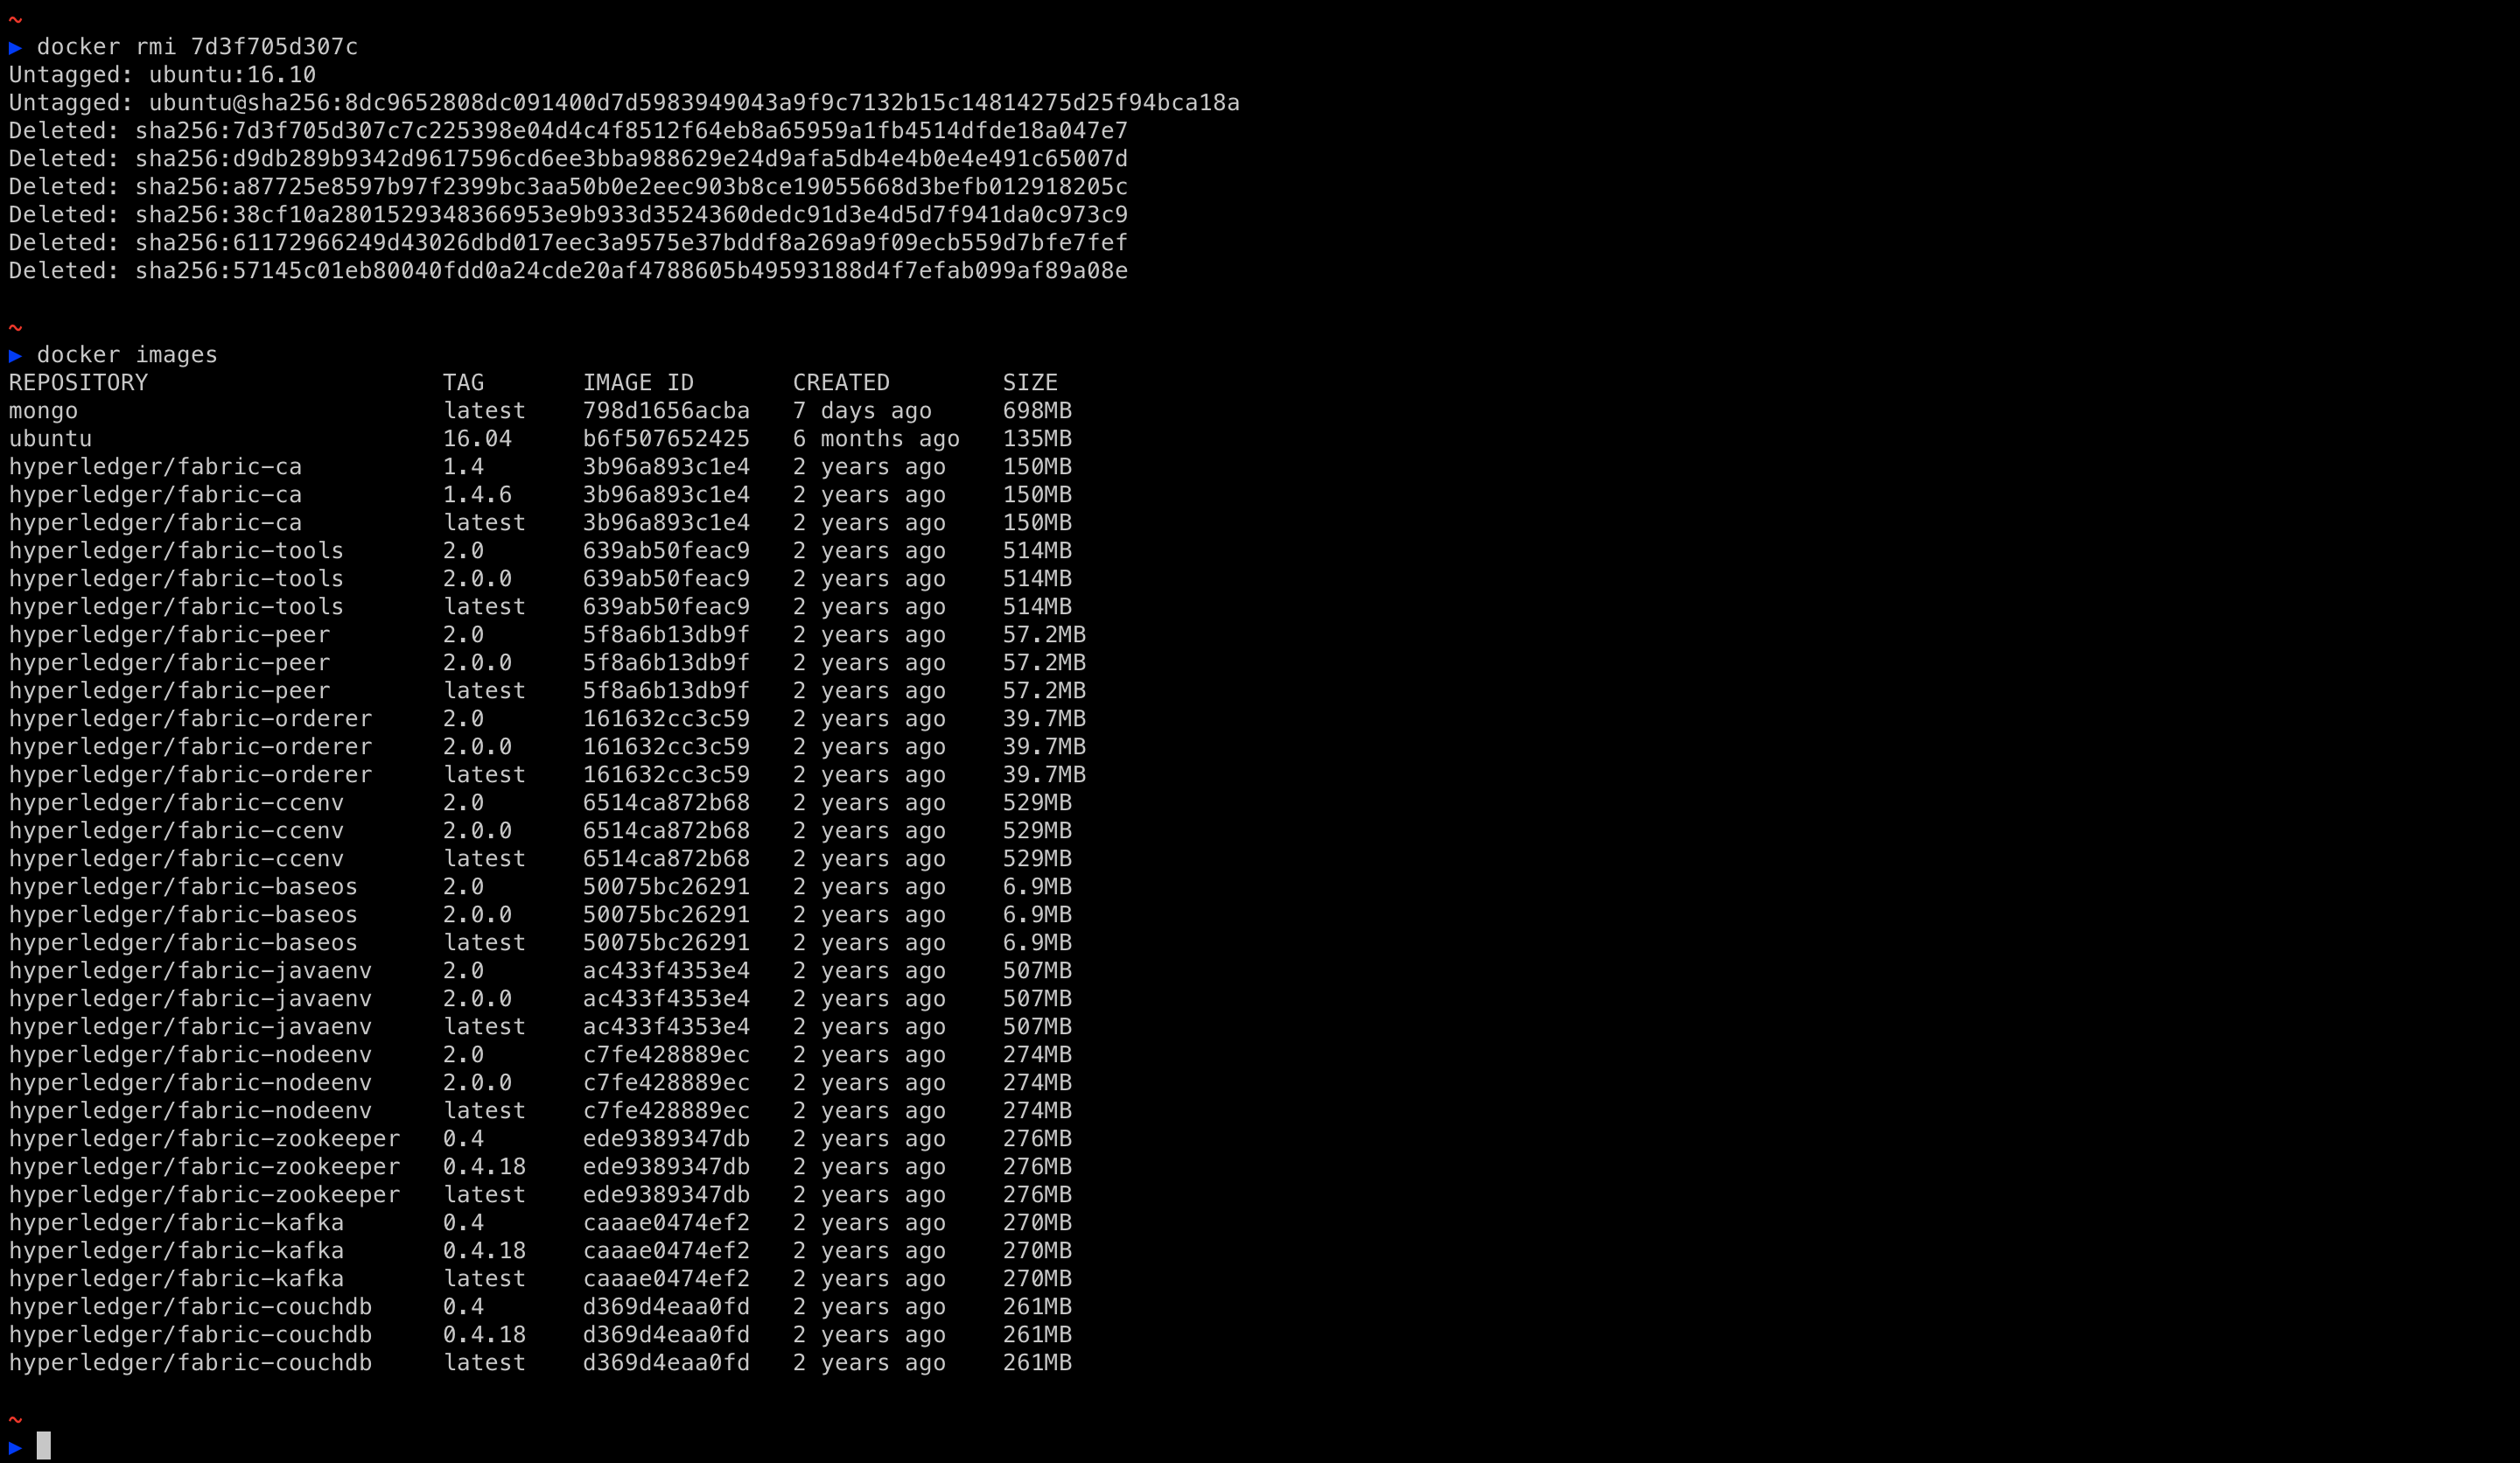 ~
▶ docker rmi 7d3f705d307c
Untagged: ubuntu:16.10
Untagged: ubuntu@sha256:8dc9652808dc091400d7d5983949043a9f9c7132b15c14814275d25f94bca18a
Deleted: sha256:7d3f705d307c7c225398e04d4c4f8512f64eb8a65959a1fb4514dfde18a047e7
Deleted: sha256:d9db289b9342d9617596cd6ee3bba988629e24d9afa5db4e4b0e4e491c65007d
Deleted: sha256:a87725e8597b97f2399bc3aa50b0e2eec903b8ce19055668d3befb012918205c
Deleted: sha256:38cf10a2801529348366953e9b933d3524360dedc91d3e4d5d7f941da0c973c9
Deleted: sha256:61172966249d43026dbd017eec3a9575e37bddf8a269a9f09ecb559d7bfe7fef
Deleted: sha256:57145c01eb80040fdd0a24cde20af4788605b49593188d4f7efab099af89a08e
~
▶ docker images
REPOSITORY TAG IMAGE ID CREATED SIZE
mongo latest 798d1656acba 7 days ago 698MB
ubuntu 16.04 b6f507652425 6 months ago 135MB
hyperledger/fabric-ca 1.4 3b96a893c1e4 2 years ago 150MB
hyperledger/fabric-ca 1.4.6 3b96a893c1e4 2 years ago 150MB
hyperledger/fabric-ca latest 3b96a893c1e4 2 years ago 150MB
hyperledger/fabric-tools 2.0 639ab50feac9 2 years ago 514MB
hyperledger/fabric-tools 2.0.0 639ab50feac9 2 years ago 514MB
hyperledger/fabric-tools latest 639ab50feac9 2 years ago 514MB
hyperledger/fabric-peer 2.0 5f8a6b13db9f 2 years ago 57.2MB
hyperledger/fabric-peer 2.0.0 5f8a6b13db9f 2 years ago 57.2MB
hyperledger/fabric-peer latest 5f8a6b13db9f 2 years ago 57.2MB
hyperledger/fabric-orderer 2.0 161632cc3c59 2 years ago 39.7MB
hyperledger/fabric-orderer 2.0.0 161632cc3c59 2 years ago 39.7MB
hyperledger/fabric-orderer latest 161632cc3c59 2 years ago 39.7MB
hyperledger/fabric-ccenv 2.0 6514ca872b68 2 years ago 529MB
hyperledger/fabric-ccenv 2.0.0 6514ca872b68 2 years ago 529MB
hyperledger/fabric-ccenv latest 6514ca872b68 2 years ago 529MB
hyperledger/fabric-baseos 2.0 50075bc26291 2 years ago 6.9MB
hyperledger/fabric-baseos 2.0.0 50075bc26291 2 years ago 6.9MB
hyperledger/fabric-baseos latest 50075bc26291 2 years ago 6.9MB
hyperledger/fabric-javaenv 2.0 ac433f4353e4 2 years ago 507MB
hyperledger/fabric-javaenv 2.0.0 ac433f4353e4 2 years ago 507MB
hyperledger/fabric-javaenv latest ac433f4353e4 2 years ago 507MB
hyperledger/fabric-nodeenv 2.0 c7fe428889ec 2 years ago 274MB
hyperledger/fabric-nodeenv 2.0.0 c7fe428889ec 2 years ago 274MB
hyperledger/fabric-nodeenv latest c7fe428889ec 2 years ago 274MB
hyperledger/fabric-zookeeper 0.4 ede9389347db 2 years ago 276MB
hyperledger/fabric-zookeeper 0.4.18 ede9389347db 2 years ago 276MB
hyperledger/fabric-zookeeper latest ede9389347db 2 years ago 276MB
hyperledger/fabric-kafka 0.4 caaae0474ef2 2 years ago 270MB
hyperledger/fabric-kafka 0.4.18 caaae0474ef2 2 years ago 270MB
hyperledger/fabric-kafka latest caaae0474ef2 2 years ago 270MB
hyperledger/fabric-couchdb 0.4 d369d4eaa0fd 2 years ago 261MB
hyperledger/fabric-couchdb 0.4.18 d369d4eaa0fd 2 years ago 261MB
hyperledger/fabric-couchdb latest d369d4eaa0fd 2 years ago 261MB
~
▶